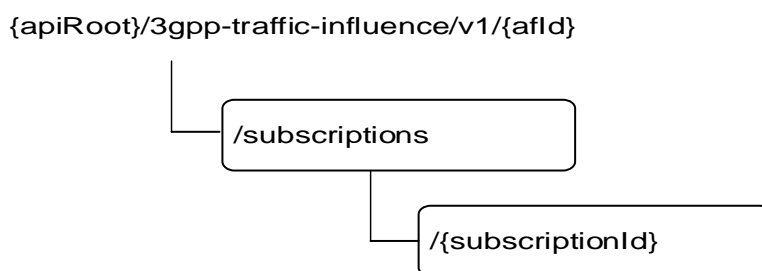 {apiRoot}/3gpp-traffic-influence/v1/{afId}
/subscriptions
/{subscriptionId}